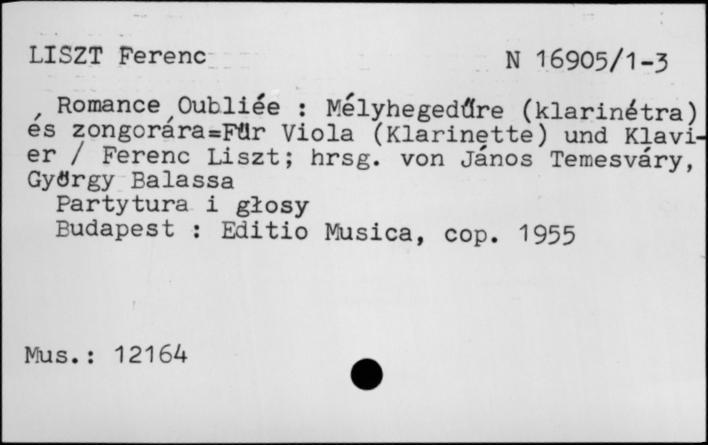 LISZT Ferenc
N 16905/1-3
Romance Oubliée : Mélyhegedűre (klarinétra)
és zongorára=Für Viola (Klarinette) und Klavi-
er / Ferenc Liszt; hrsg. von János Temesváry,
György Balassa
Partytura i głosy
Budapest : Editio Musica, cop. 1955
Mus.: 12164